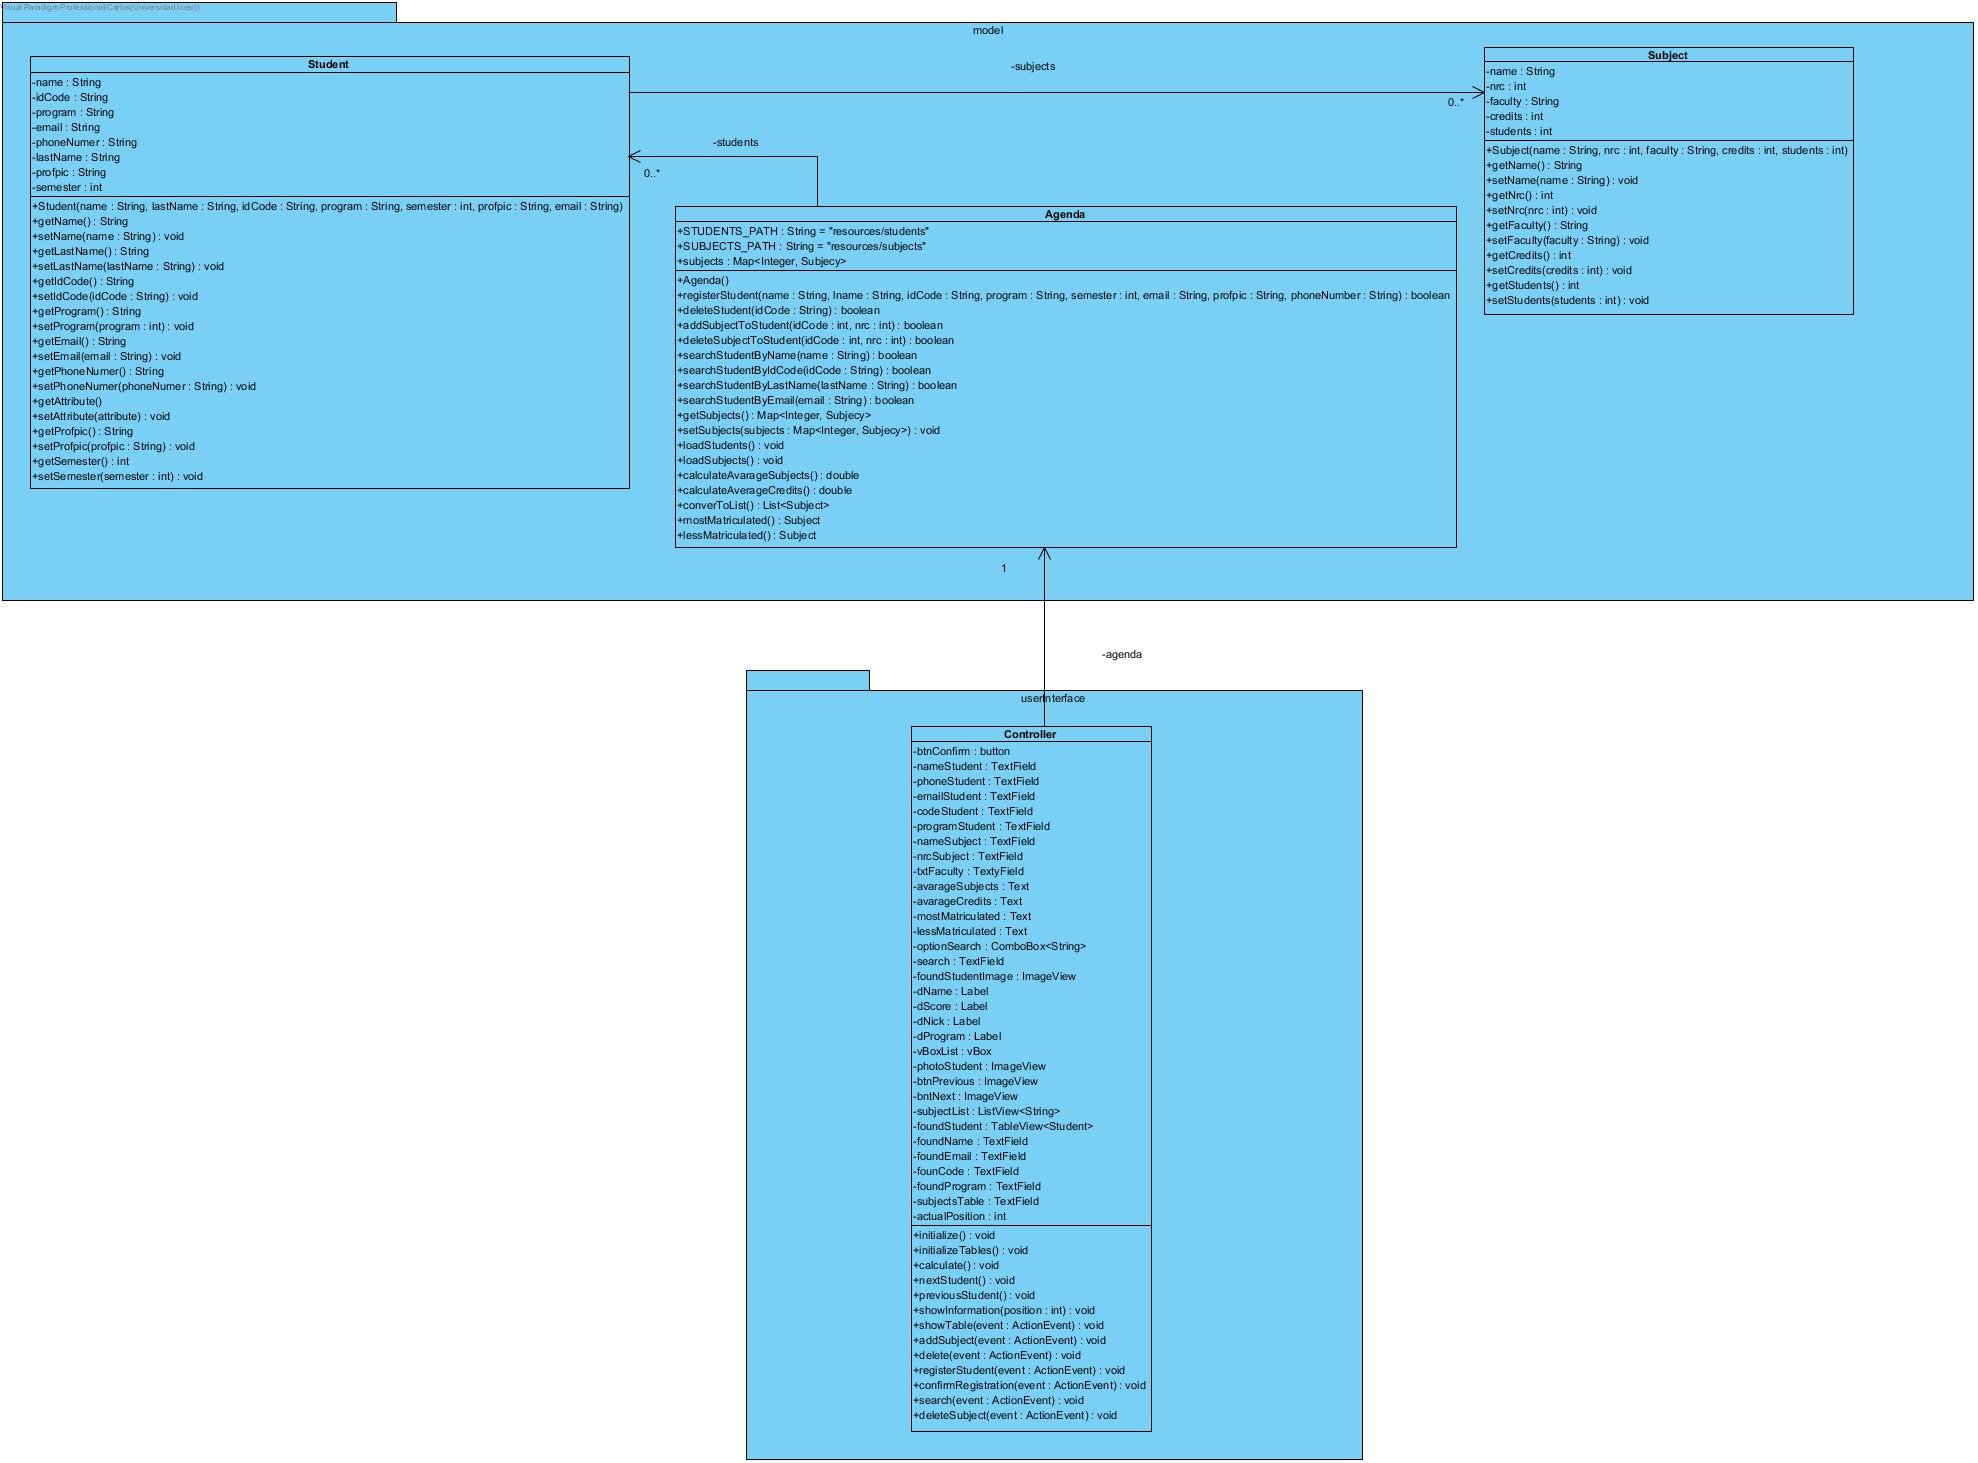 Visual Paradigm Professional(Carlos(Universidad Icesi))
model
Student
-name : String
-idCode : String
-program : String
-email : String
-phoneNumer : String
-lastName : String
-profpic : String
-semester : int
+Student(name : String, lastName : String, idCode : String, program : String, semester : int, profpic : String, email : String)
+getName() : String
+setName(name : String) : void
+getLastName() : String
+setLastName(lastName : String) : void
+getIdCode() : String
+setIdCode(idCode : String) : void
+getProgram() : String
+setProgram(program : int) : void
+getEmail() : String
+setEmail(email : String) : void
+getPhoneNumer() : String
+setPhoneNumer(phoneNumer : String) : void
+getAttribute()
+setAttribute(attribute) : void
+getProfpic() : String
+setProfpic(profpic : String) : void
+getSemester() : int
+setSemester(semester : int) : void
-subjects
0..*
-students
0..*
Subject
-name : String
-nrc : int
-faculty : String
-credits : int
-students : int
+Subject(name : String, nrc : int, faculty : String, credits : int, students : int)
+getName() : String
+setName(name : String) : void
+getNrc() : int
+setNrc(nrc : int) : void
+getFaculty() : String
+setFaculty(faculty : String) : void
+getCredits() : int
+setCredits(credits : int) : void
+getStudents() : int
+setStudents(students : int) : void
Agenda
+STUDENTS_PATH : String = "resources/students"
+SUBJECTS_PATH : String = "resources/subjects"
+subjects : Map<Integer, Subjecy>
+Agenda()
+registerStudent(name : String, lname : String, idCode : String, program : String, semester : int, email : String, profpic : String, phoneNumber : String) : boolean
+deleteStudent(idCode : String) : boolean
+addSubjectToStudent(idCode : int, nrc : int) : boolean
+deleteSubjectToStudent(idCode : int, nrc : int) : boolean
+searchStudentByName(name : String) : boolean
+searchStudentByIdCode(idCode : String) : boolean
+searchStudentByLastName(lastName : String) : boolean
+searchStudentByEmail(email : String) : boolean
+getSubjects() : Map<Integer, Subjecy>
+setSubjects(subjects : Map<Integer, Subjecy>) : void
+loadStudents() : void
+loadSubjects() : void
+calculateAvarageSubjects() : double
+calculateAverageCredits() : double
+converToList() : List<Subject>
+mostMatriculated() : Subject
+lessMatriculated() : Subject
1
-agenda
userInterface
Controller
-btnConfirm : button
-nameStudent : TextField
-phoneStudent : TextField
-emailStudent : TextField
-codeStudent : TextField
-programStudent : TextField
-nameSubject : TextField
-nrcSubject : TextField
-txtFaculty : TextyField
-avarageSubjects : Text
-avarageCredits : Text
-mostMatriculated : Text
-lessMatriculated : Text
-optionSearch : ComboBox<String>
-search : TextField
-foundStudentImage : ImageView
-dName : Label
-dScore : Label
-dNick : Label
-dProgram : Label
-vBoxList : vBox
-photoStudent : ImageView
-btnPrevious : ImageView
-bntNext : ImageView
-subjectList : ListView<String>
-foundStudent : TableView<Student>
-foundName : TextField
-foundEmail : TextField
-founCode : TextField
-foundProgram : TextField
-subjectsTable : TextField
-actualPosition : int
+initialize() : void
+initializeTables() : void
+calculate() : void
+nextStudent() : void
+previousStudent() : void
+showInformation(position : int) : void
+showTable(event : ActionEvent) : void
+addSubject(event : ActionEvent) : void
+delete(event : ActionEvent) : void
+registerStudent(event : ActionEvent) : void
+confirmRegistration(event : ActionEvent) : void
+search(event : ActionEvent) : void
+deleteSubject(event : ActionEvent) : void